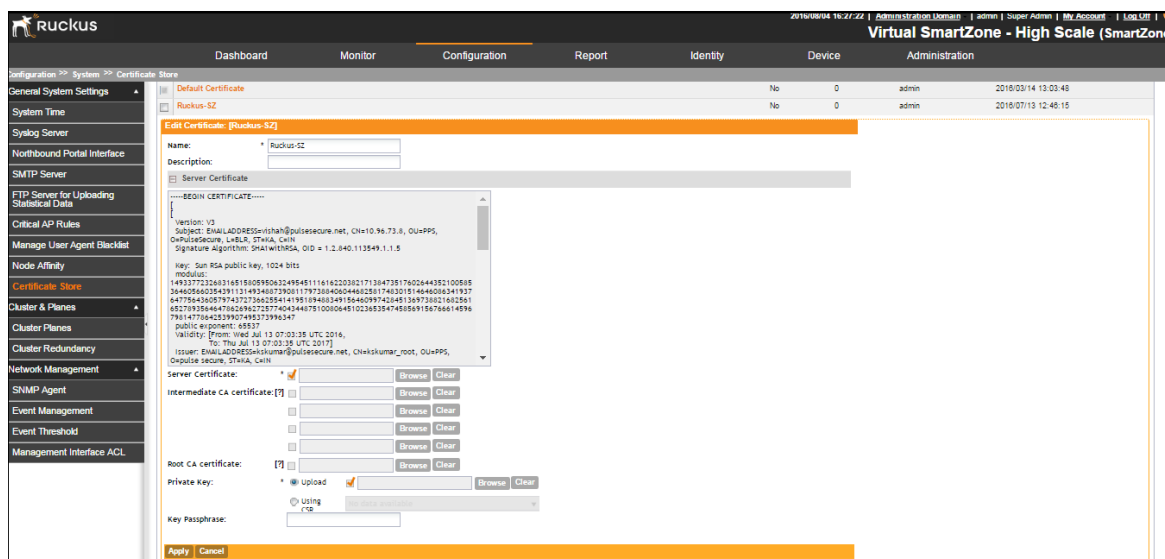 Ruckus
2016/08/04 16:27:22 | Administration Domain | admin | Super Admin | My Account | Log Off |
Virtual SmartZone - High Scale (SmartZone
Dashboard Monitor Configuration Report Identity Device Administration
Configuration >> System >> Certificate Store
General System Settings
System Time
Syslog Server
Northbound Portal Interface
SMTP Server
FTP Server for Uploading
Statistical Data
Critical AP Rules
Manage User Agent Blacklist
Node Affinity
Certificate Store
Cluster & Planes
Cluster Planes
Cluster Redundancy
Network Management
SNMP Agent
Event Management
Event Threshold
Management Interface ACL
Default Certificate No 0 admin 2016/03/14 13:03:48
Ruckus-SZ No 0 admin 2016/07/13 12:46:15
Edit Certificate: [Ruckus-SZ]
Name: * Ruckus-SZ
Description:
Server Certificate
-----BEGIN CERTIFICATE-----
[
[
Version: V3
Subject: EMAILADDRESS=vishah@pulsesecure.net, CN=10.96.73.8, OU=PPS,
O=PulseSecure, L=BLR, ST=KA, C=IN
Signature Algorithm: SHA1withRSA, OID = 1.2.840.113549.1.1.5
Key: Sun RSA public key, 1024 bits
modulus:
public exponent: 65537
Validity: [From: Wed Jul 13 07:03:35 UTC 2016,
To: Thu Jul 13 07:03:35 UTC 2017]
Issuer: EMAILADDRESS=kskumar@pulsesecure.net, CN=kskumar_root, OU=PPS,
O=pulse secure, ST=KA, C=IN
Server Certificate: * Browse Clear
Intermediate CA certificate:[?] Browse Clear
Browse Clear
Browse Clear
Browse Clear
Root CA certificate: [?] Browse Clear
Private Key: * Upload Browse Clear
Using
CSR No data available
Key Passphrase:
Apply Cancel